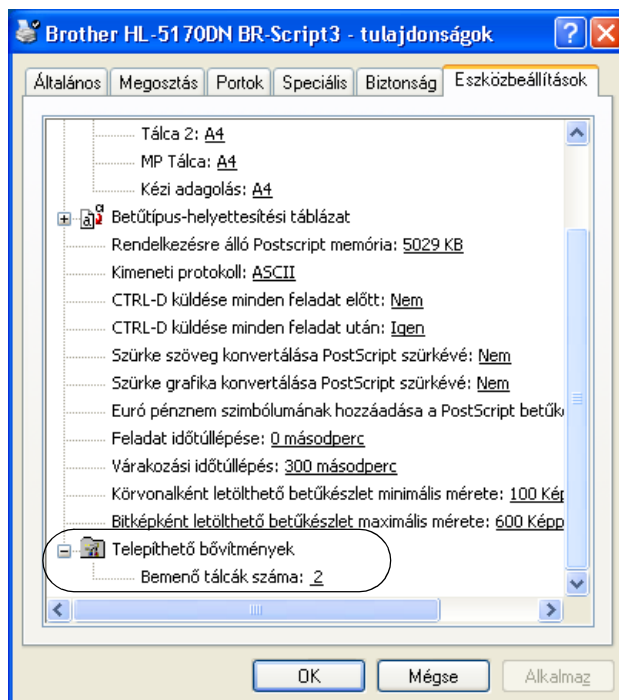 Brother HL-5170DN BR-Script3 - tulajdonságok
Általános Megosztás Portok Speciális Biztonság Eszközbeállítások
Tálca 2: A4
MP Tálca: A4
Kézi adagolás: A4
Betűtípus-helyettesítési táblázat
Rendelkezésre álló Postscript memória: 5029 KB
Kimeneti protokoll: ASCII
CTRL-D küldése minden feladat előtt: Nem
CTRL-D küldése minden feladat után: Igen
Szürke szöveg konvertálása PostScript szürkévé: Nem
Szürke grafika konvertálása PostScript szürkévé: Nem
Euró pénznem szimbólumának hozzáadása a PostScript betűk
Feladat időtúllépése: 0 másodperc
Várakozási időtúllépés: 300 másodperc
Körvonalként letölthető betűkészlet minimális mérete: 100 Kép
Bitképként letölthető betűkészlet maximális mérete: 600 Képp
Telepíthető bővítmények
Bemenő tálcák száma: 2
OK Mégse Alkalmaz